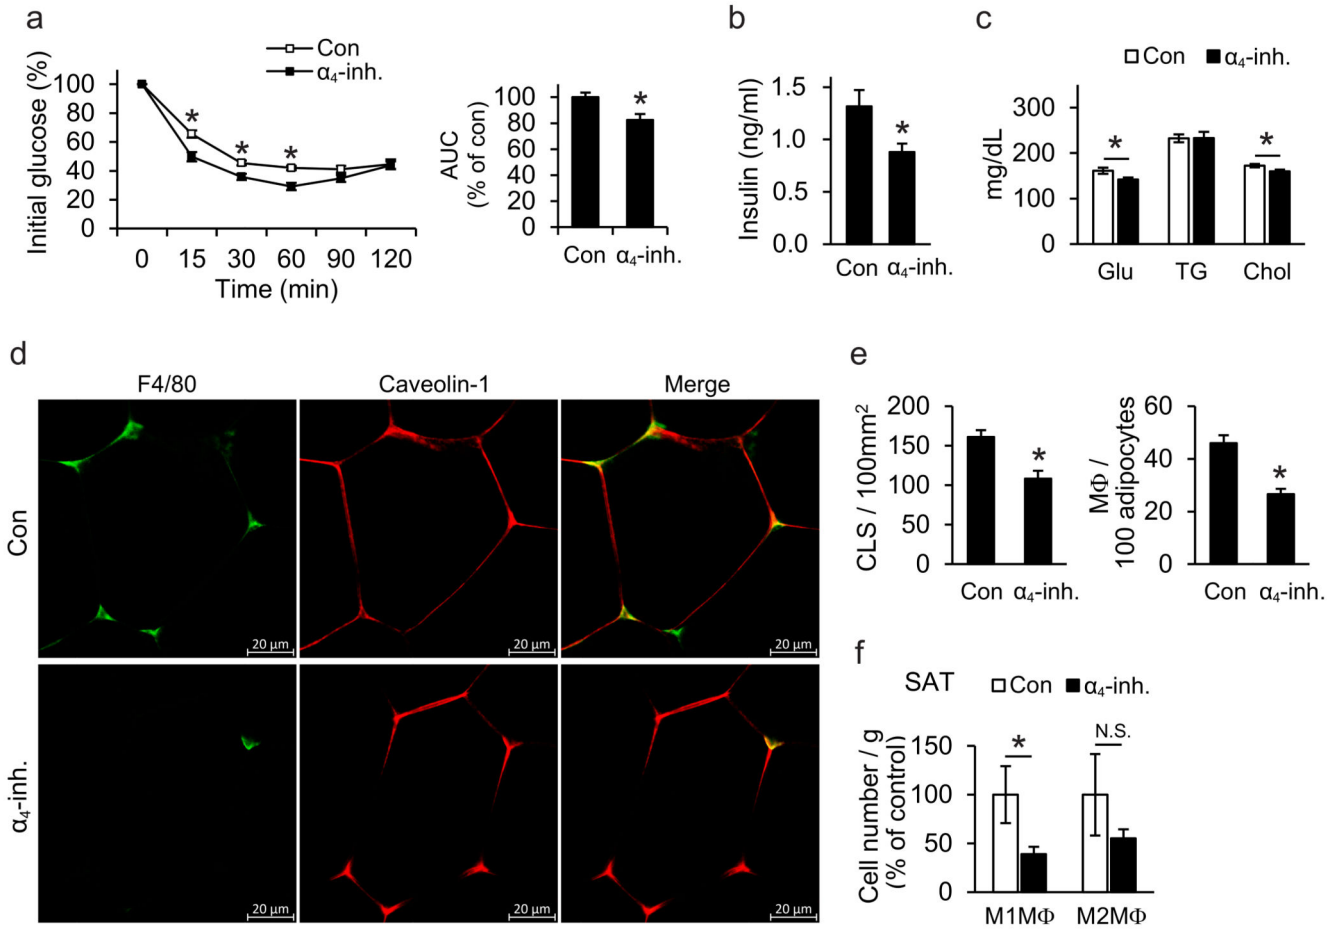 a
Con
α4-inh.
Initial glucose (%)
100
80
60
40
20
0
*
*
*
0 15 30 60 90 120
Time (min)
AUC
(% of con)
100
80
60
40
20
0
*
Con α4-inh.
b
Insulin (ng/ml)
1.5
1.0
0.5
0.0
*
Con α4-inh.
c
Con α4-inh.
mg/dL
300
200
100
0
*
*
Glu TG Chol
d
F4/80 Caveolin-1 Merge
Con
20 µm 20 µm 20 µm
α4-inh.
20 µm 20 µm 20 µm
e
CLS / 100mm²
200
150
100
50
0
*
Con α4-inh.
MΦ /
100 adipocytes
60
40
20
0
*
Con α4-inh.
f
SAT Con α4-inh.
Cell number / g
(% of control)
150
100
50
0
*
N.S.
M1MΦ M2MΦ